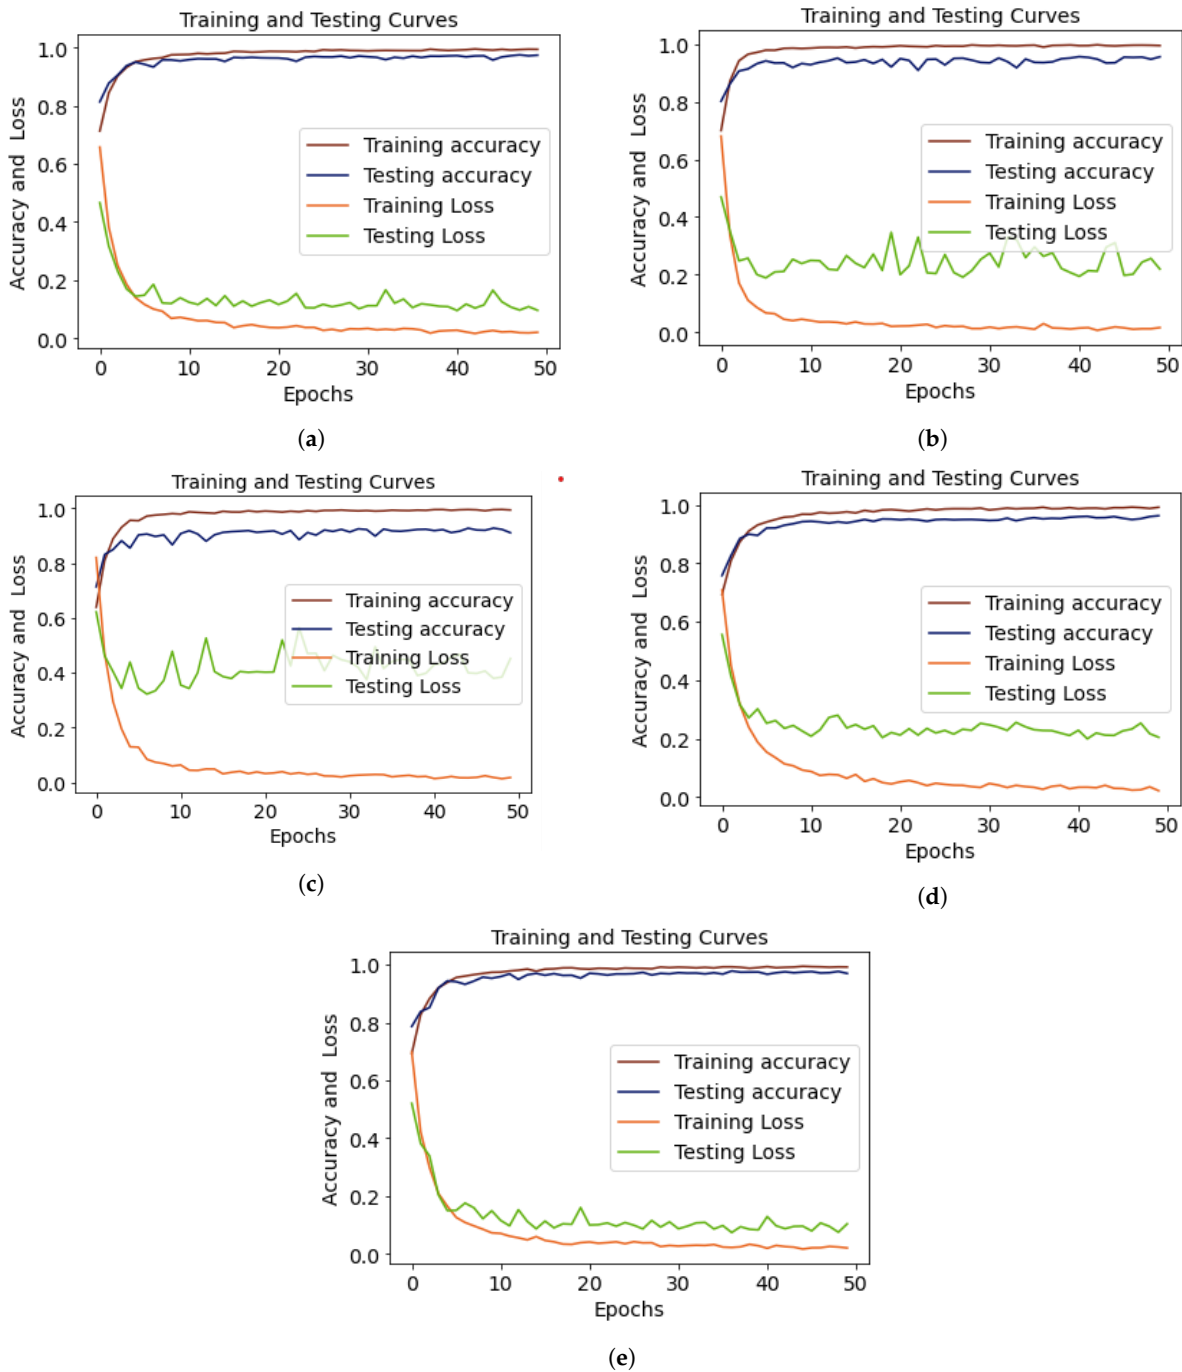 Training and Testing Curves
Accuracy and Loss
1.0
0.8
0.6
0.4
0.2
0.0
Training accuracy
Testing accuracy
Training Loss
Testing Loss
0 10 20 30 40 50
Epochs
(a)
Training and Testing Curves
Accuracy and Loss
1.0
0.8
0.6
0.4
0.2
0.0
Training accuracy
Testing accuracy
Training Loss
Testing Loss
0 10 20 30 40 50
Epochs
(b)
Training and Testing Curves
Accuracy and Loss
1.0
0.8
0.6
0.4
0.2
0.0
Training accuracy
Testing accuracy
Training Loss
Testing Loss
0 10 20 30 40 50
Epochs
(c)
Training and Testing Curves
Accuracy and Loss
1.0
0.8
0.6
0.4
0.2
0.0
Training accuracy
Testing accuracy
Training Loss
Testing Loss
0 10 20 30 40 50
Epochs
(d)
Training and Testing Curves
Accuracy and Loss
1.0
0.8
0.6
0.4
0.2
0.0
Training accuracy
Testing accuracy
Training Loss
Testing Loss
0 10 20 30 40 50
Epochs
(e)